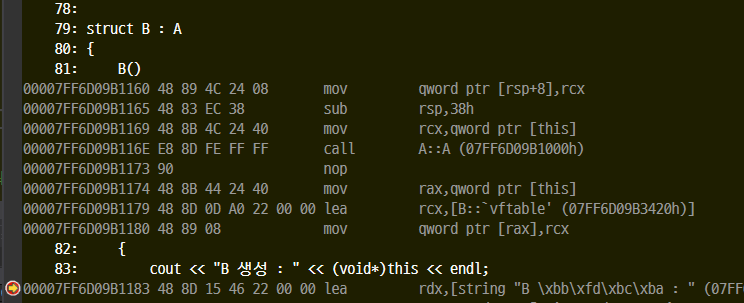 78:
79: struct B : A
80: {
81:     B()
00007FF6D09B1160 48 89 4C 24 08       mov         qword ptr [rsp+8],rcx
00007FF6D09B1165 48 83 EC 38          sub         rsp,38h
00007FF6D09B1169 48 8B 4C 24 40       mov         rcx,qword ptr [this]
00007FF6D09B116E E8 8D FE FF FF       call        A::A (07FF6D09B1000h)
00007FF6D09B1173 90                   nop
00007FF6D09B1174 48 8B 44 24 40       mov         rax,qword ptr [this]
00007FF6D09B1179 48 8D 0D A0 22 00 00 lea         rcx,[B::`vftable' (07FF6D09B3420h)]
00007FF6D09B1180 48 89 08             mov         qword ptr [rax],rcx
82:     {
83:         cout << "B 생성 : " << (void*)this << endl;
00007FF6D09B1183 48 8D 15 46 22 00 00 lea         rdx,[string "B \xbb\xfd\xbc\xba : " (07FF